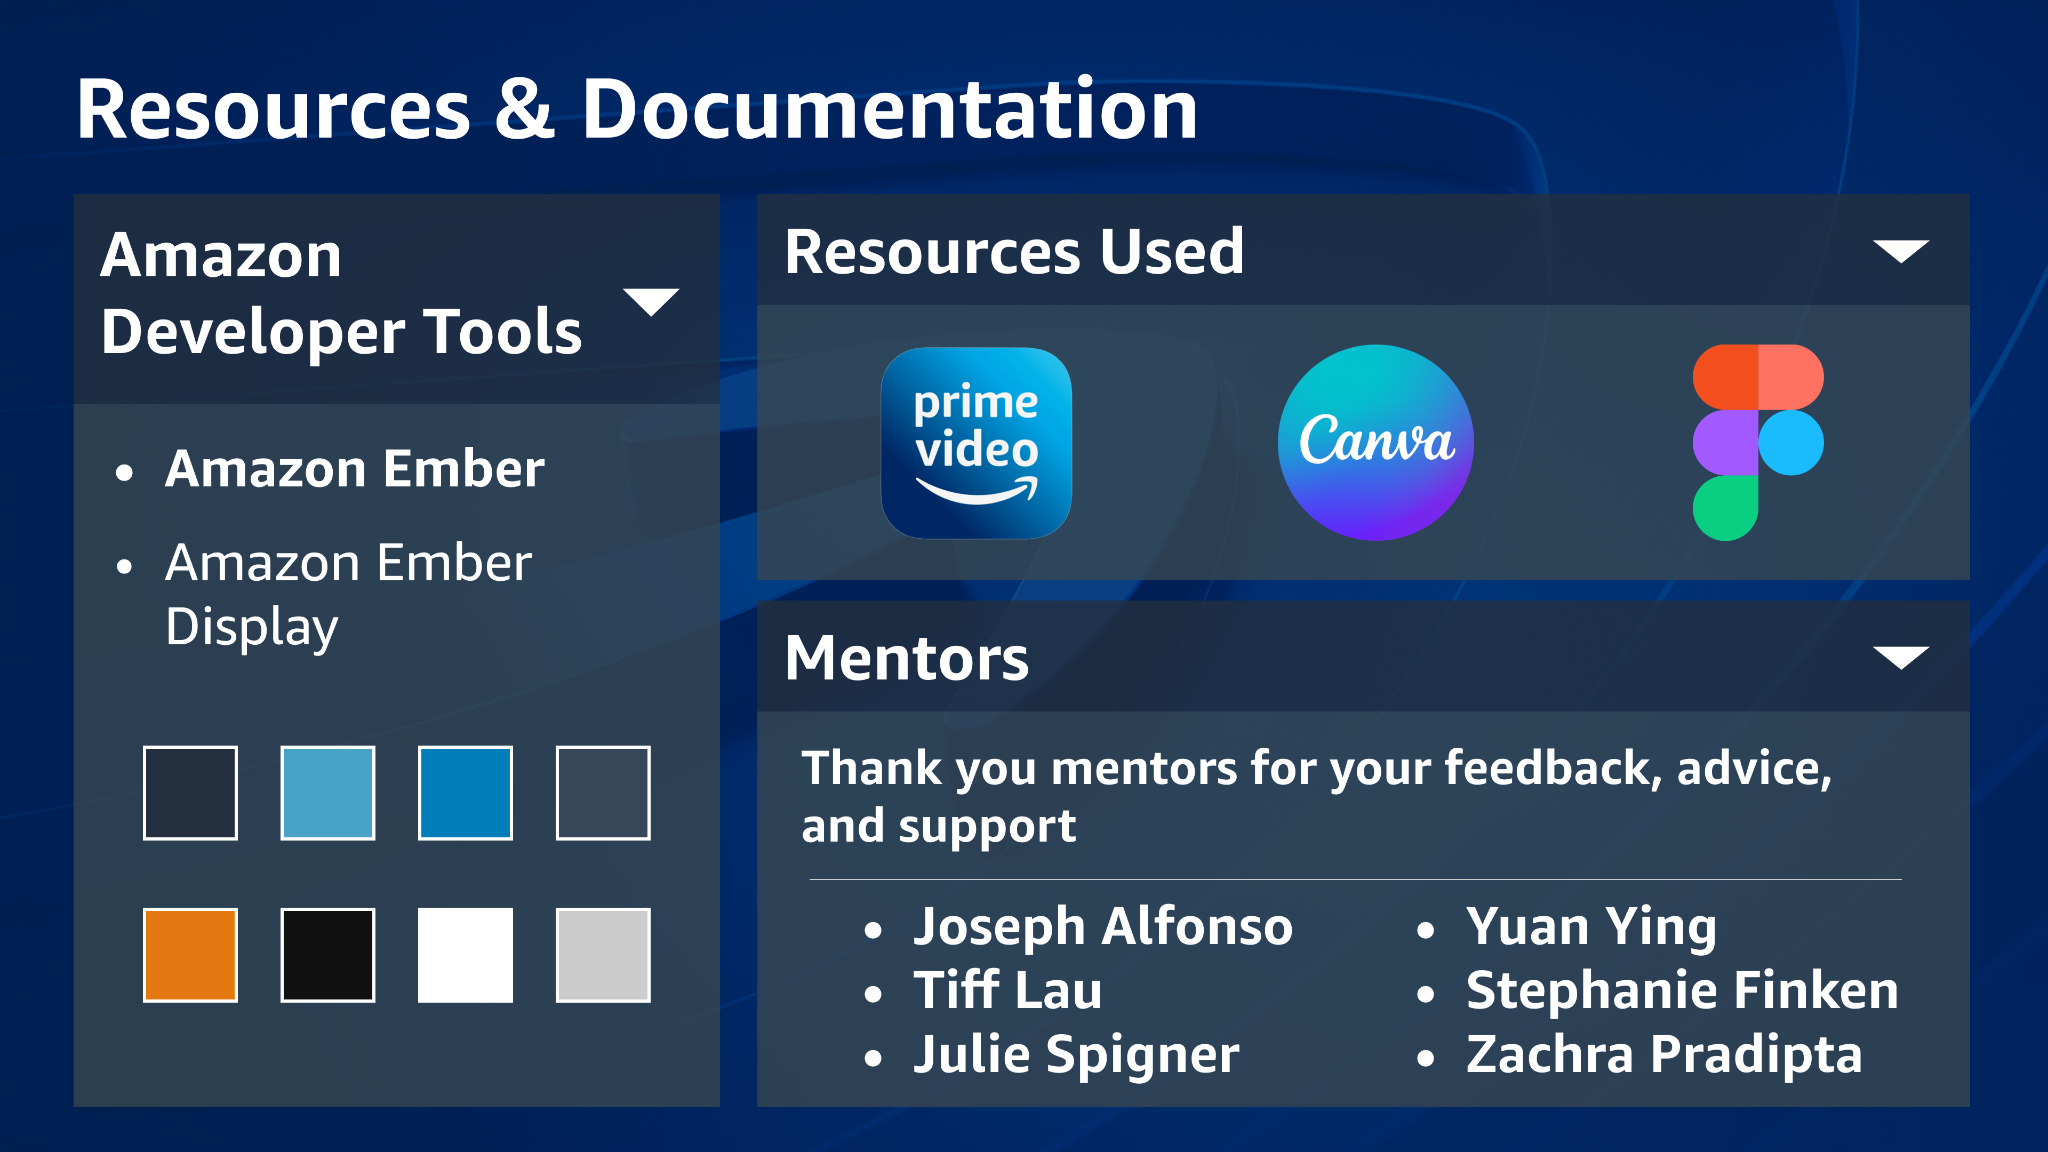 Resources & Documentation
Amazon
Developer Tools
• Amazon Ember
• Amazon Ember
Display
Resources Used
prime
video
Canva
Mentors
Thank you mentors for your feedback, advice,
and support
• Joseph Alfonso
• Tiff Lau
• Julie Spigner
• Yuan Ying
• Stephanie Finken
• Zachra Pradipta